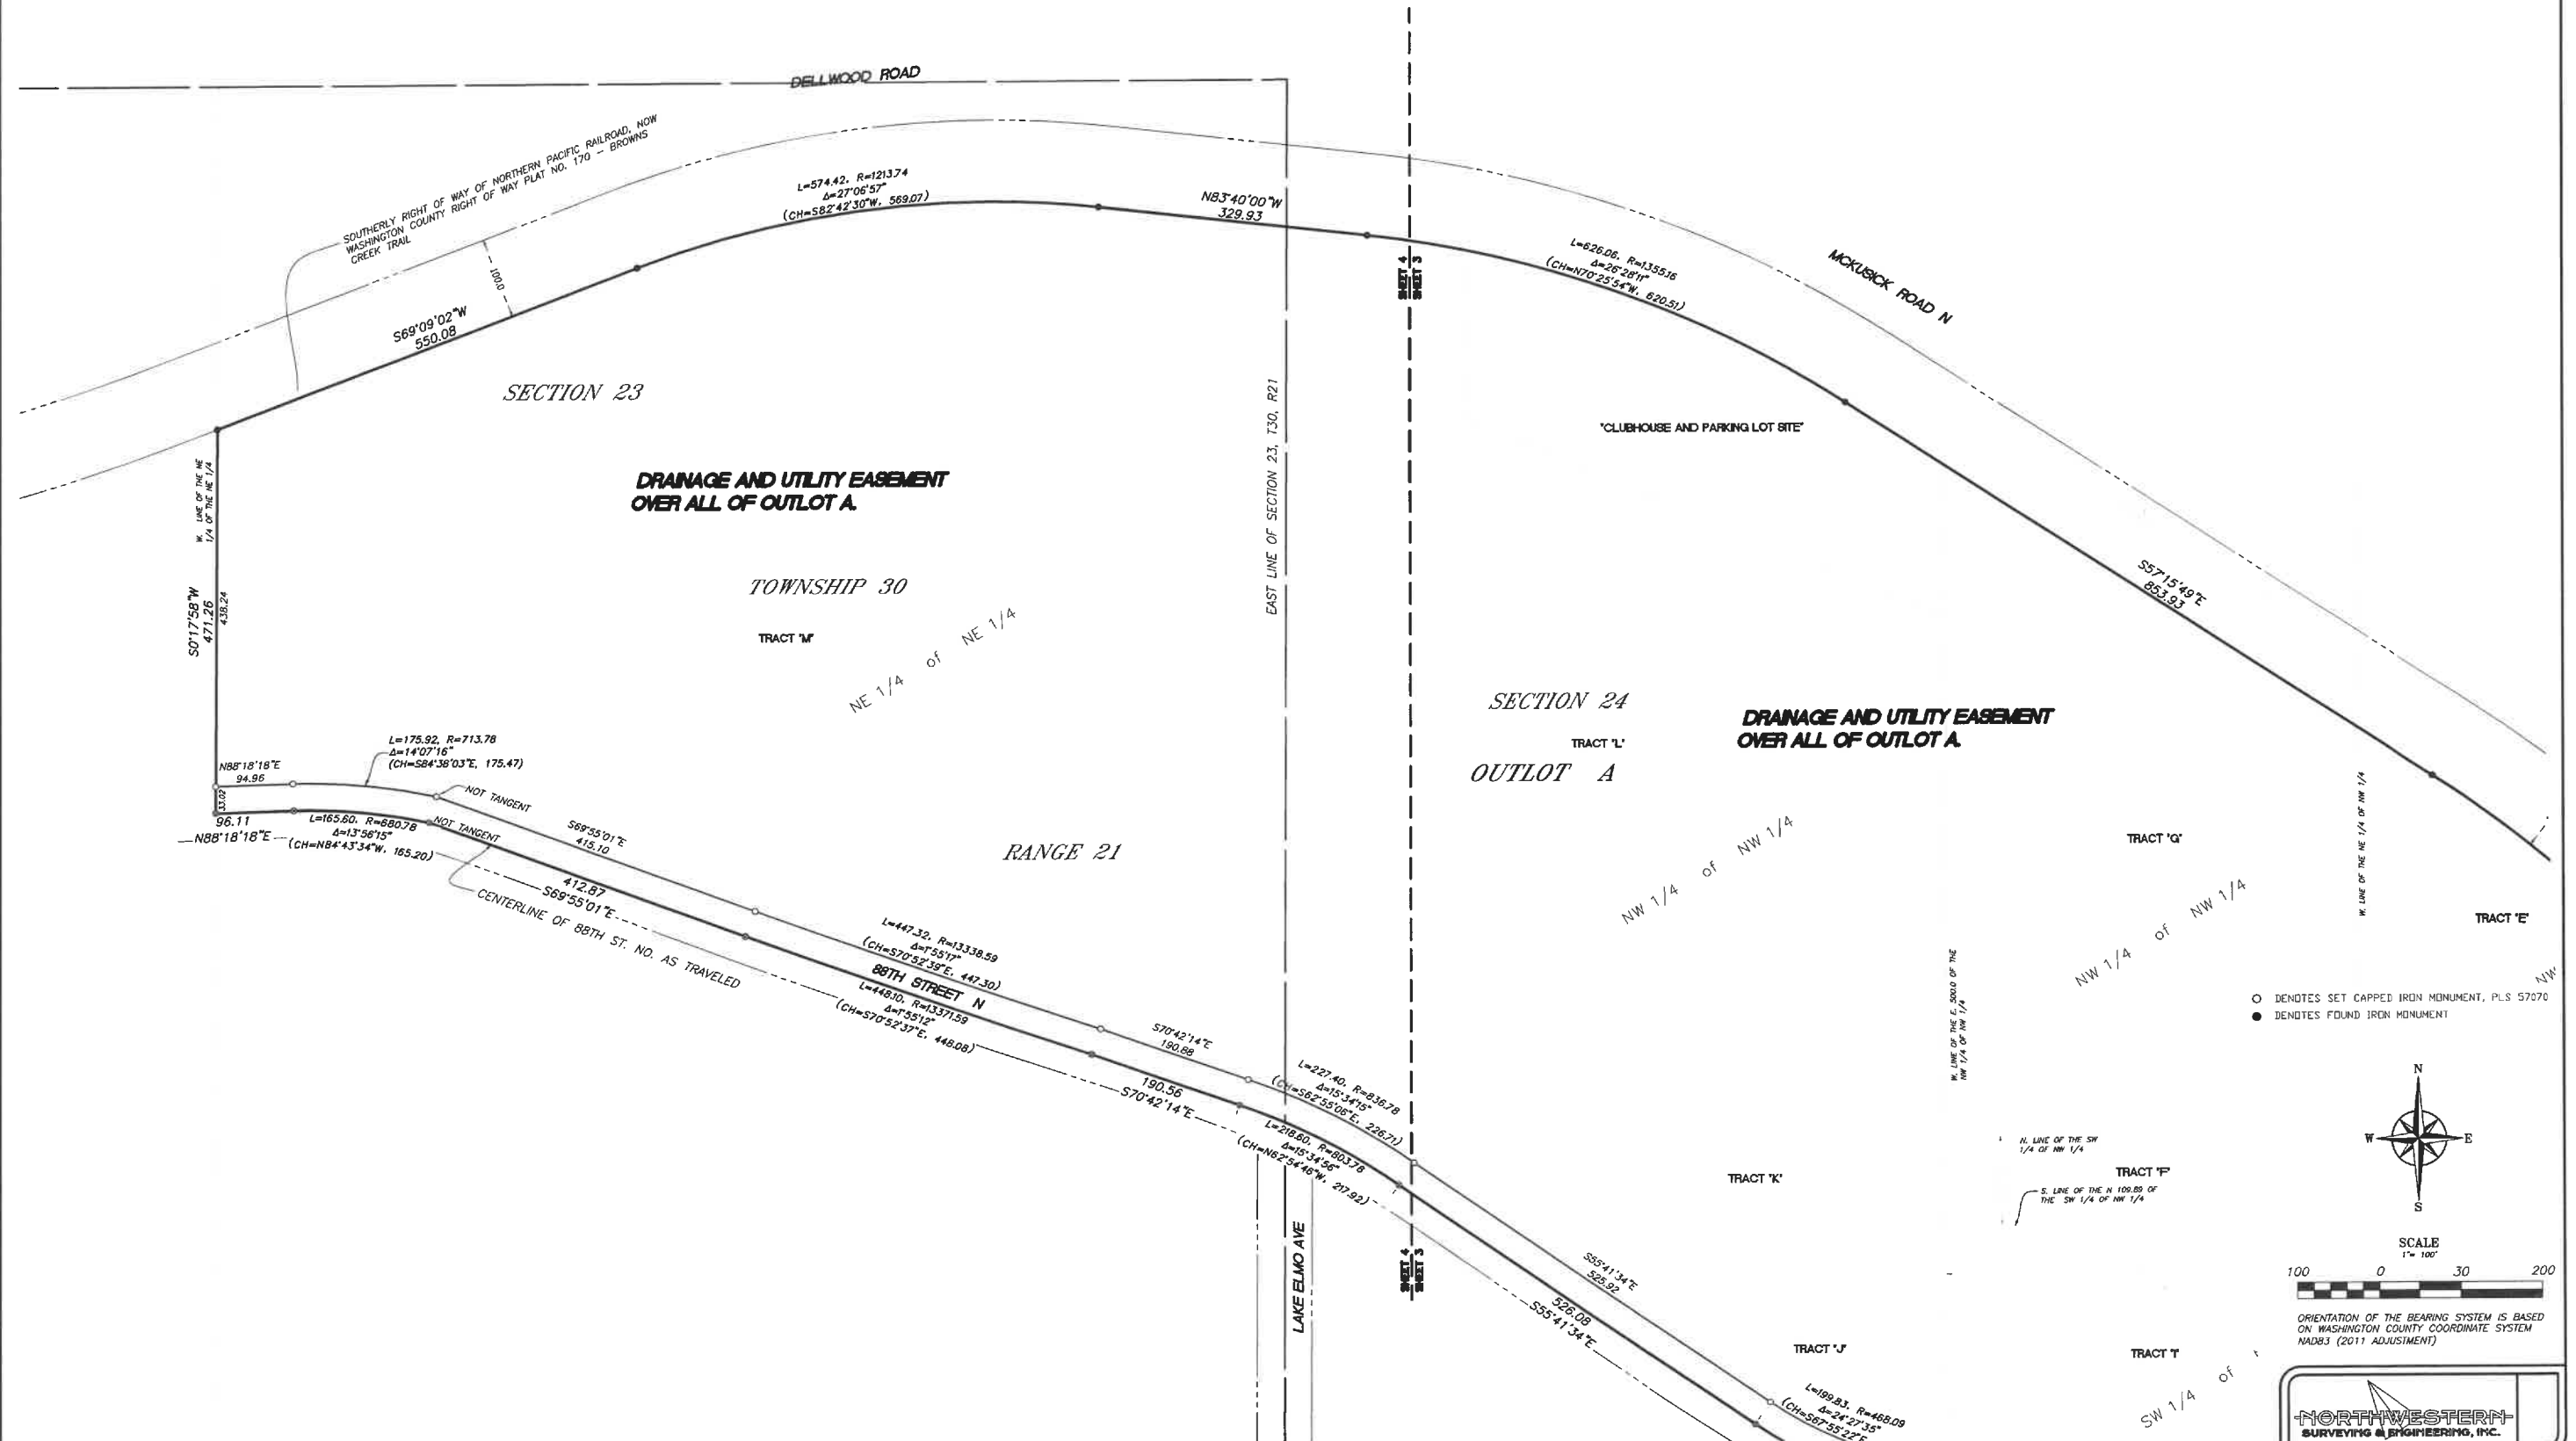 DELLWOOD ROAD
SOUTHERLY RIGHT OF WAY OF NORTHERN PACIFIC RAILROAD, NOW
WASHINGTON COUNTY RIGHT OF WAY PLAT NO. 170 - BROWNS
CREEK TRAIL
100.0
L=574.42, R=1213.74
Δ=27°06'57"
(CH=S82°42'30"W, 569.07)
N83°40'00"W
329.93
SHEET 4
SHEET 3
L=626.06, R=1355.16
Δ=26°28'11"
(CH=N70°25'54"W, 620.51)
MCKUSICK ROAD N
S69°09'02"W
550.08
SECTION 23
"CLUBHOUSE AND PARKING LOT SITE"
W. LINE OF THE NE
1/4 OF THE NE 1/4
DRAINAGE AND UTILITY EASEMENT
OVER ALL OF OUTLOT A.
EAST LINE OF SECTION 23, T30, R21
S0°17'58"W
471.26
438.24
TOWNSHIP 30
TRACT "M"
NE 1/4 of NE 1/4
S57°15'49"E
853.93
SECTION 24
TRACT "L"
OUTLOT A
DRAINAGE AND UTILITY EASEMENT
OVER ALL OF OUTLOT A.
L=175.92, R=713.78
Δ=14°07'16"
(CH=S84°38'03"E, 175.47)
N88°18'18"E
94.96
NOT TANGENT
33.02
96.11
N88°18'18"E
L=165.60, R=680.78
Δ=13°56'15"
(CH=N84°43'34"W, 165.20)
NOT TANGENT
S69°55'01"E
415.10
412.87
S69°55'01"E
CENTERLINE OF 88TH ST. NO. AS TRAVELED
RANGE 21
NW 1/4 of NW 1/4
TRACT "G"
W. LINE OF THE NE 1/4 OF NW 1/4
NW 1/4 of NW 1/4
TRACT "E"
NW
L=447.32, R=13338.59
Δ=1°55'17"
(CH=S70°52'39"E, 447.30)
88TH STREET N
L=448.10, R=13371.59
Δ=1°55'12"
(CH=S70°52'37"E, 448.08)
S70°42'14"E
190.88
190.56
S70°42'14"E
L=227.40, R=836.78
Δ=15°34'15"
(CH=S62°55'06"E, 226.71)
L=218.60, R=803.78
Δ=15°34'56"
(CH=N62°54'46"W, 217.92)
W. LINE OF THE E. 500.0 OF THE
NW 1/4 OF NW 1/4
DENOTES SET CAPPED IRON MONUMENT, PLS 57070
DENOTES FOUND IRON MONUMENT
N
W
E
S
N. LINE OF THE SW
1/4 OF NW 1/4
TRACT "F"
S. LINE OF THE N 109.89 OF
THE SW 1/4 OF NW 1/4
TRACT "K"
LAKE ELMO AVE
SHEET 4
SHEET 3
S55°41'34"E
525.92
526.08
S55°41'34"E
SCALE
1"= 100'
100 0 30 200
ORIENTATION OF THE BEARING SYSTEM IS BASED
ON WASHINGTON COUNTY COORDINATE SYSTEM
NAD83 (2011 ADJUSTMENT)
TRACT "J"
TRACT "I"
SW 1/4 of
L=199.83, R=468.09
Δ=24°27'35"
(CH=S67°55'22"E
NORTHWESTERN
SURVEYING & ENGINEERING, INC.